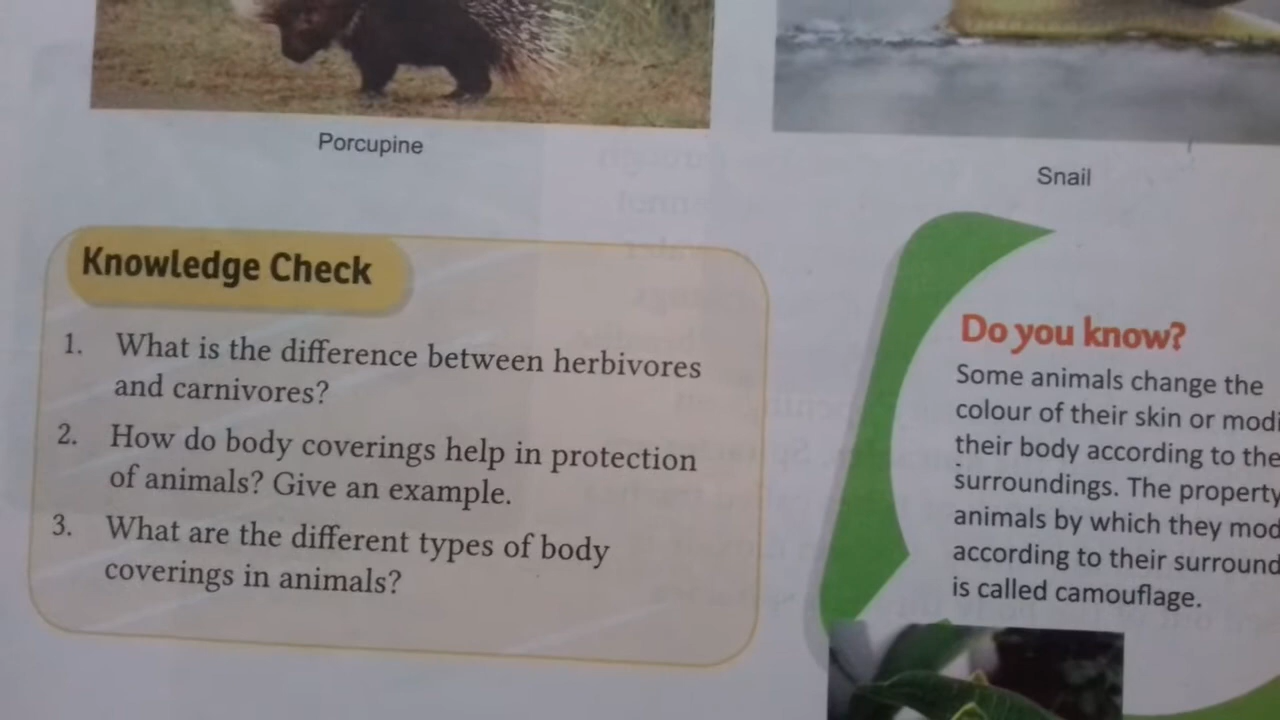 Porcupine
Snail
Knowledge Check
1. What is the difference between herbivores
and carnivores?
2. How do body coverings help in protection
of animals? Give an example.
3. What are the different types of body
coverings in animals?
Do you know?
Some animals change the
colour of their skin or modi
their body according to the
surroundings. The property
animals by which they mod
according to their surround
is called camouflage.